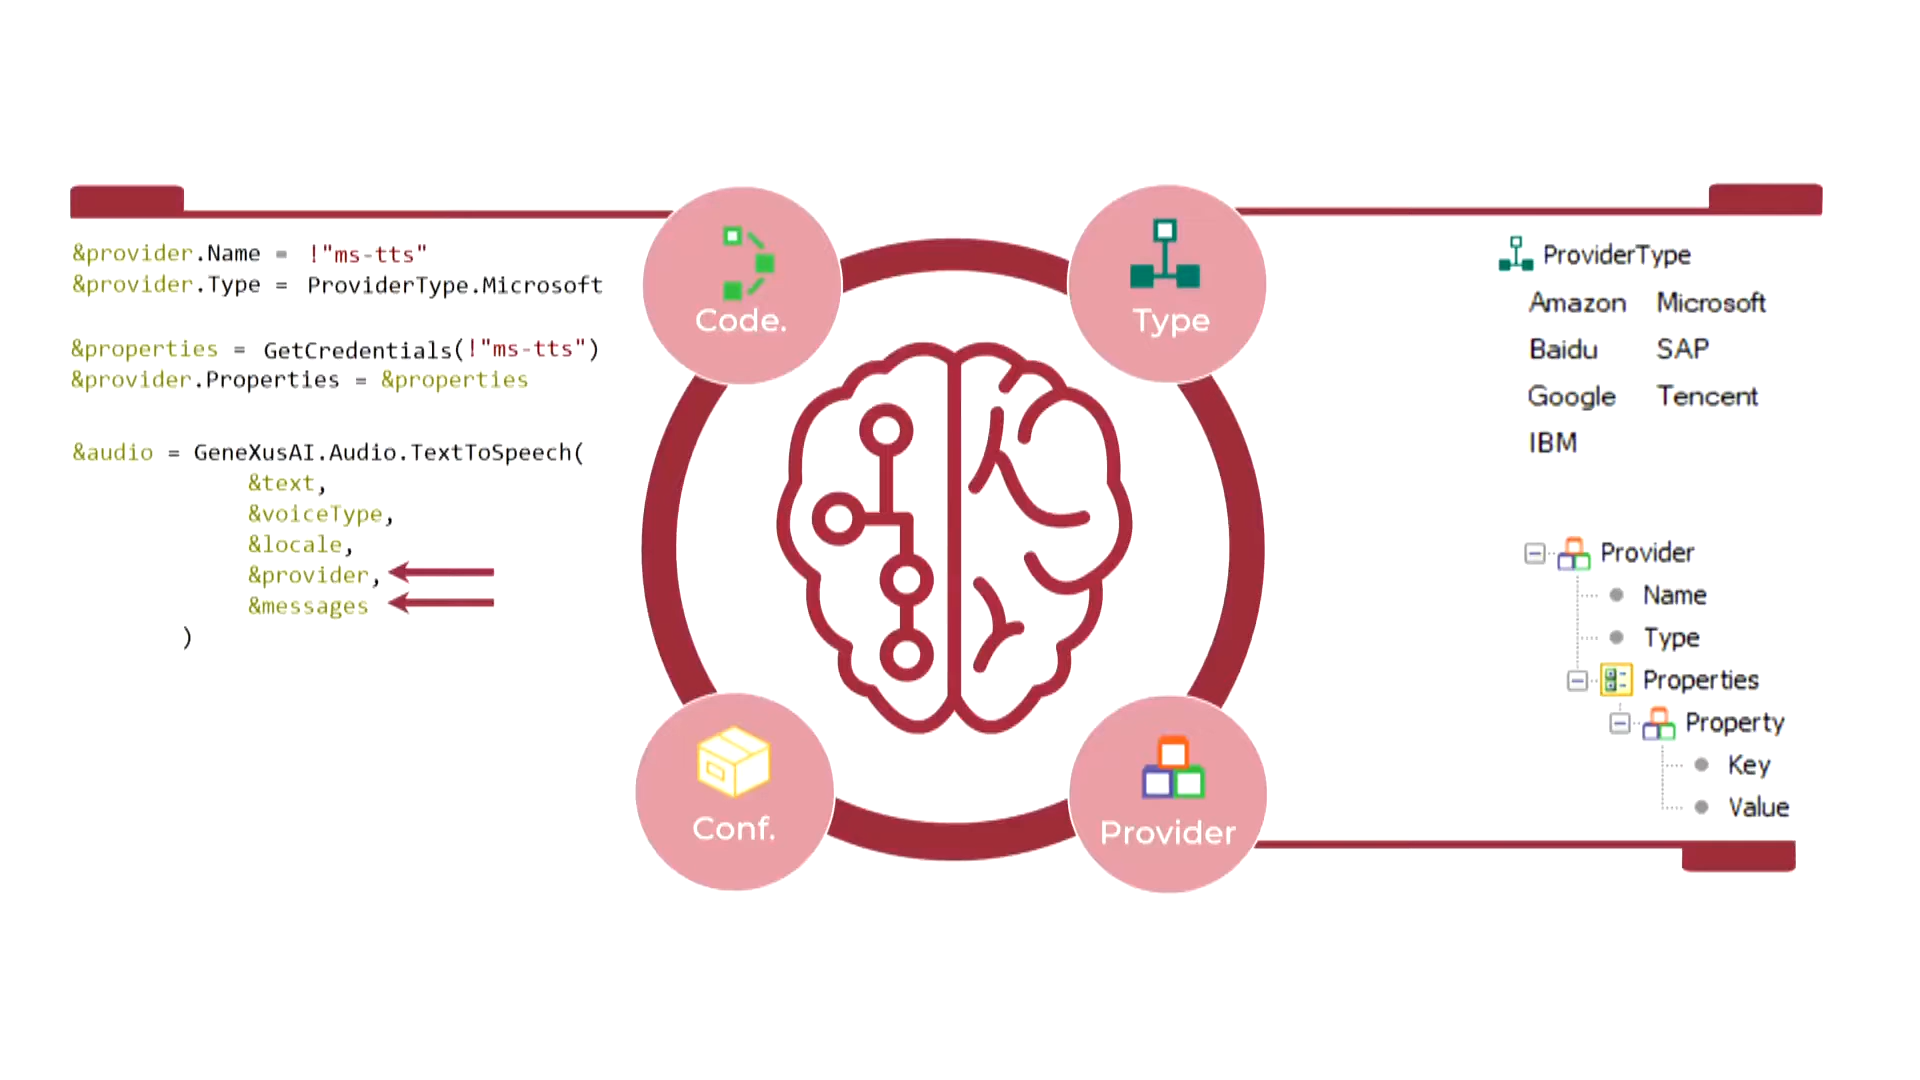 &provider.Name = !"ms-tts"
&provider.Type = ProviderType.Microsoft
&properties = GetCredentials(!"ms-tts")
&provider.Properties = &properties
&audio = GeneXusAI.Audio.TextToSpeech(
&text,
&voiceType,
&locale,
&provider,
&messages
)
Code.
Type
Conf.
Provider
ProviderType
Amazon Microsoft
Baidu SAP
Google Tencent
IBM
Provider
Name
Type
Properties
Property
Key
Value